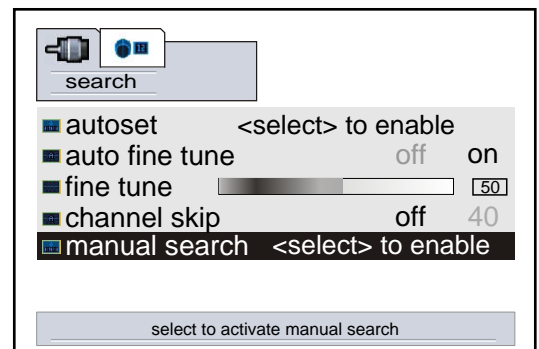 search
autoset <select> to enable
auto fine tune off on
fine tune 50
channel skip off 40
manual search <select> to enable
select to activate manual search